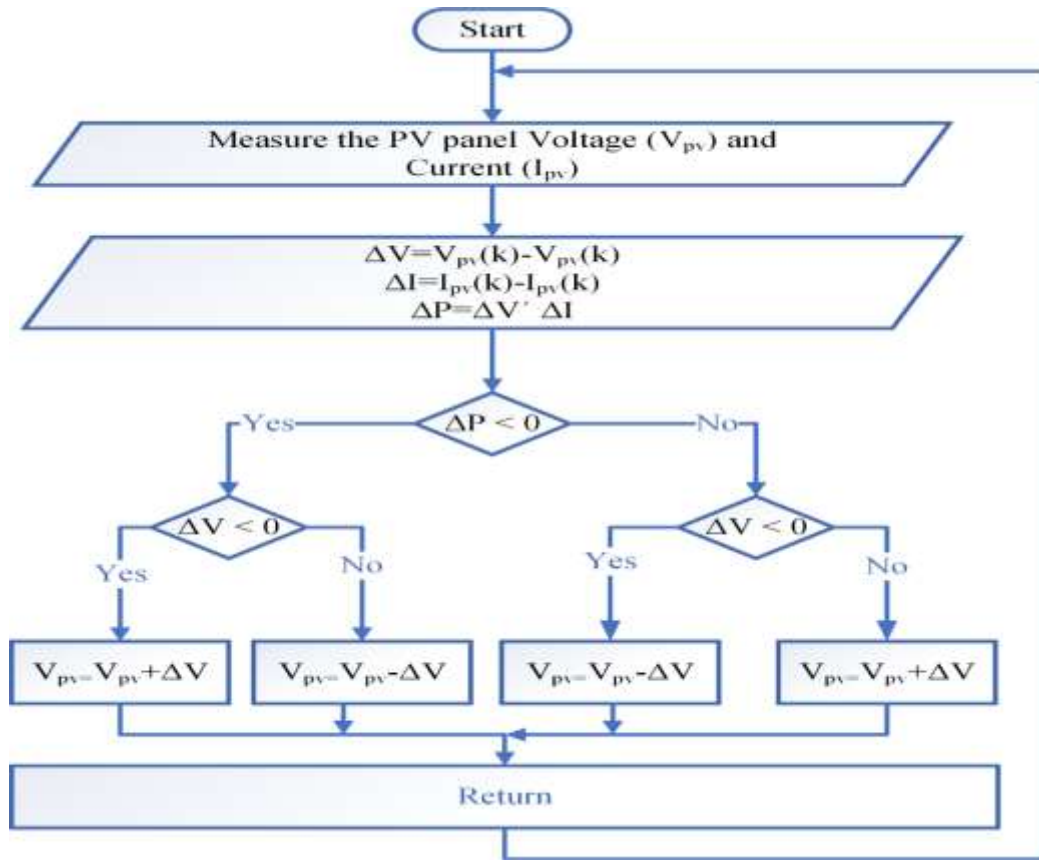 Start
Measure the PV panel Voltage (Vpv) and
Current (Ipv)
ΔV=Vpv(k)-Vpv(k)
ΔI=Ipv(k)-Ipv(k)
ΔP=ΔV´ ΔI
Yes
ΔP < 0
No
ΔV < 0
ΔV < 0
Yes
No
Yes
No
Vpv=Vpv+ΔV
Vpv=Vpv-ΔV
Vpv=Vpv-ΔV
Vpv=Vpv+ΔV
Return